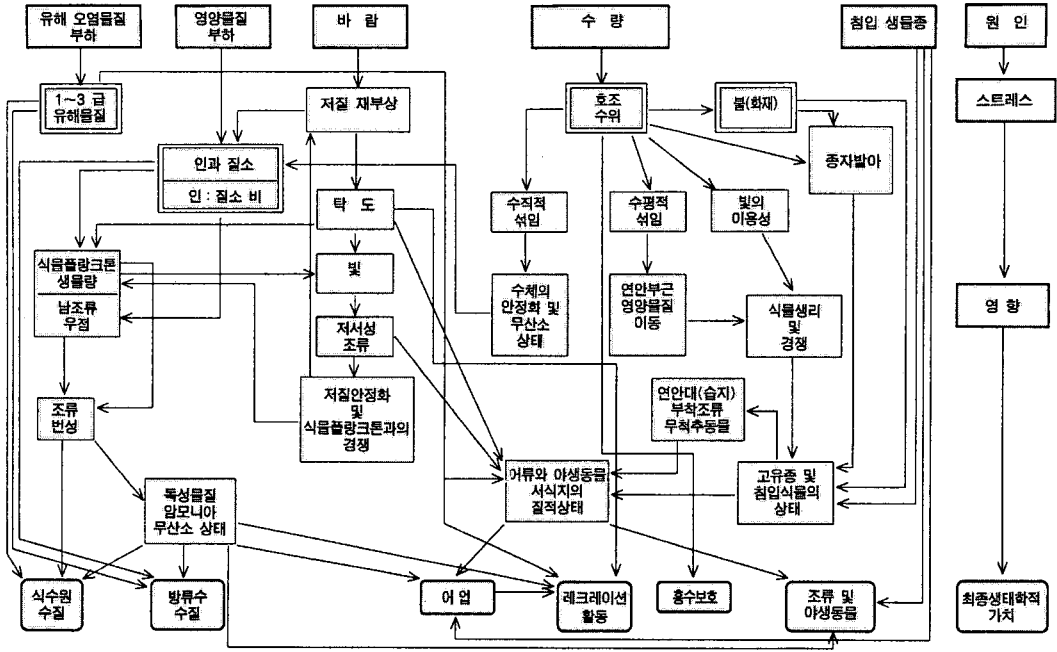 유해 오염물질
부하
영양물질
부하
바 람
수 량
침입 생물종
원 인
1~3 급
유해물질
저질 재부상
호조
수위
불(화재)
스트레스
종자발아
인과 질소
인 : 질소 비
탁 도
수직적
섞임
수평적
섞임
빛의
이용성
식물플랑크톤
생물량
남조류
우점
빛
수체의
안정화 및
무산소
상태
연안부근
영양물질
이동
식물생리
및
경쟁
영 향
저서성
조류
조류
번성
저질안정화
및
식물플랑크톤과의
경쟁
연안대(습지)
부착조류
무척추동물
어류와 야생동물
서식지의
질적상태
고유종 및
침입식물의
상태
독성물질
암모니아
무산소 상태
식수원
수질
방류수
수질
어 업
레크레이션
활동
홍수보호
조류 및
야생동물
최종생태학적
가치